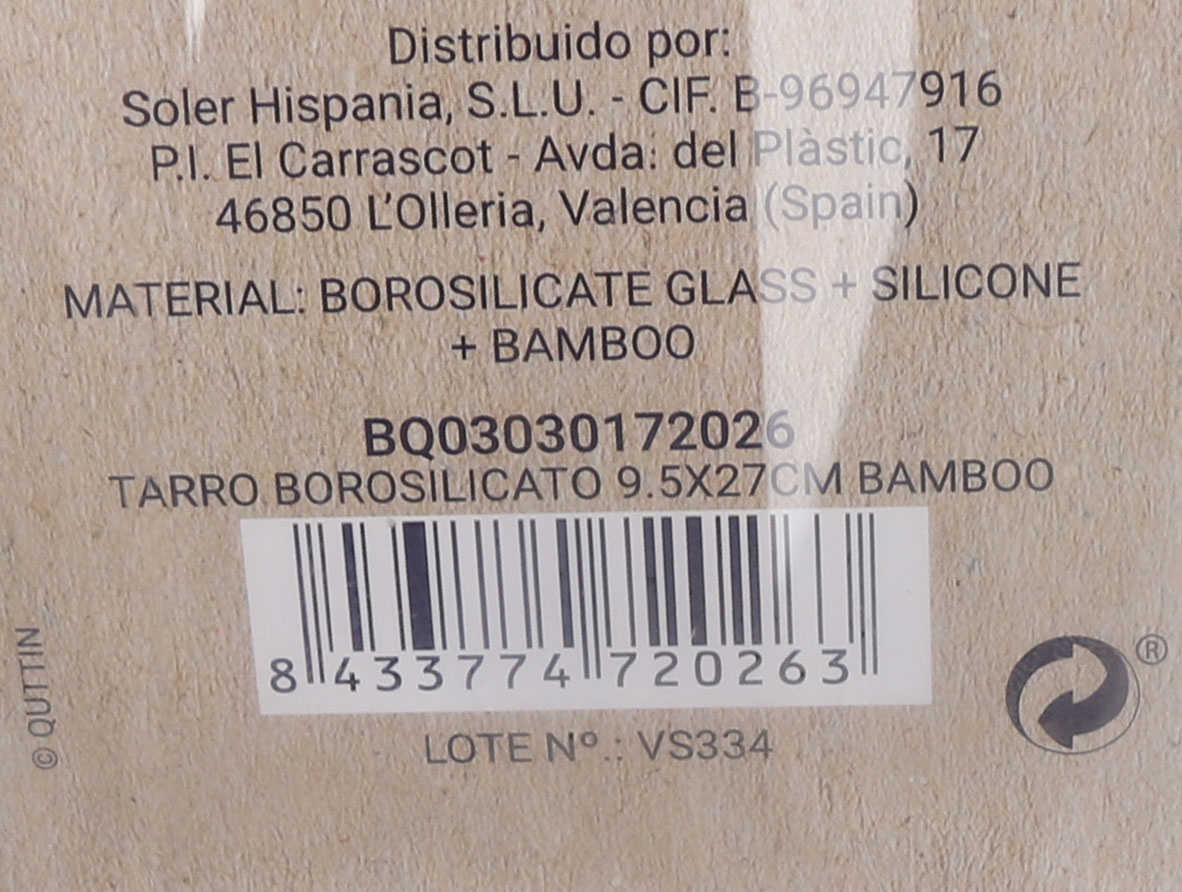 Distribuido por:
Soler Hispania, S.L.U. - CIF. B-96947916
P.I. El Carrascot - Avda: del Plàstic, 17
46850 L'Olleria, Valencia (Spain)
MATERIAL: BOROSILICATE GLASS + SILICONE
+ BAMBOO
BQ03030172026
TARRO BOROSILICATO 9.5X27CM BAMBOO
8 433774 720263
LOTE Nº.: VS334
© QUTTIN
®